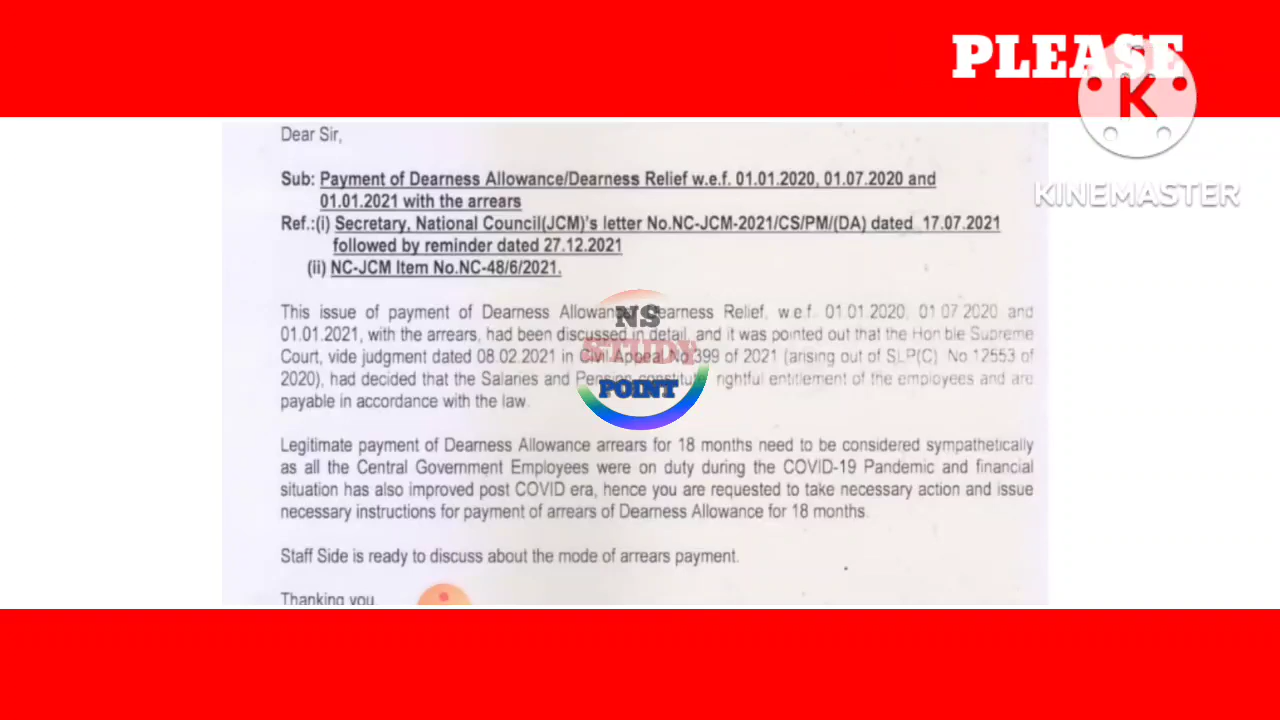 PLEASE
KINEMASTER
Dear Sir,
Sub: Payment of Dearness Allowance/Dearness Relief w.e.f. 01.01.2020, 01.07.2020 and
01.01.2021 with the arrears
Ref.:(i) Secretary, National Council(JCM)'s letter No.NC-JCM-2021/CS/PM/(DA) dated 17.07.2021
followed by reminder dated 27.12.2021
(ii) NC-JCM Item No.NC-48/6/2021.
This issue of payment of Dearness Allowance/Dearness Relief, w.e.f. 01.01.2020, 01.07.2020 and
01.01.2021, with the arrears, had been discussed in detail, and it was pointed out that the Hon'ble Supreme
Court, vide judgment dated 08.02.2021 in Civil Appeal No.399 of 2021 (arising out of SLP(C) No.12553 of
2020), had decided that the Salaries and Pension constitute rightful entitlement of the employees and are
payable in accordance with the law.
Legitimate payment of Dearness Allowance arrears for 18 months need to be considered sympathetically
as all the Central Government Employees were on duty during the COVID-19 Pandemic and financial
situation has also improved post COVID era, hence you are requested to take necessary action and issue
necessary instructions for payment of arrears of Dearness Allowance for 18 months.
Staff Side is ready to discuss about the mode of arrears payment.
Thanking you
NS
STUDY
POINT